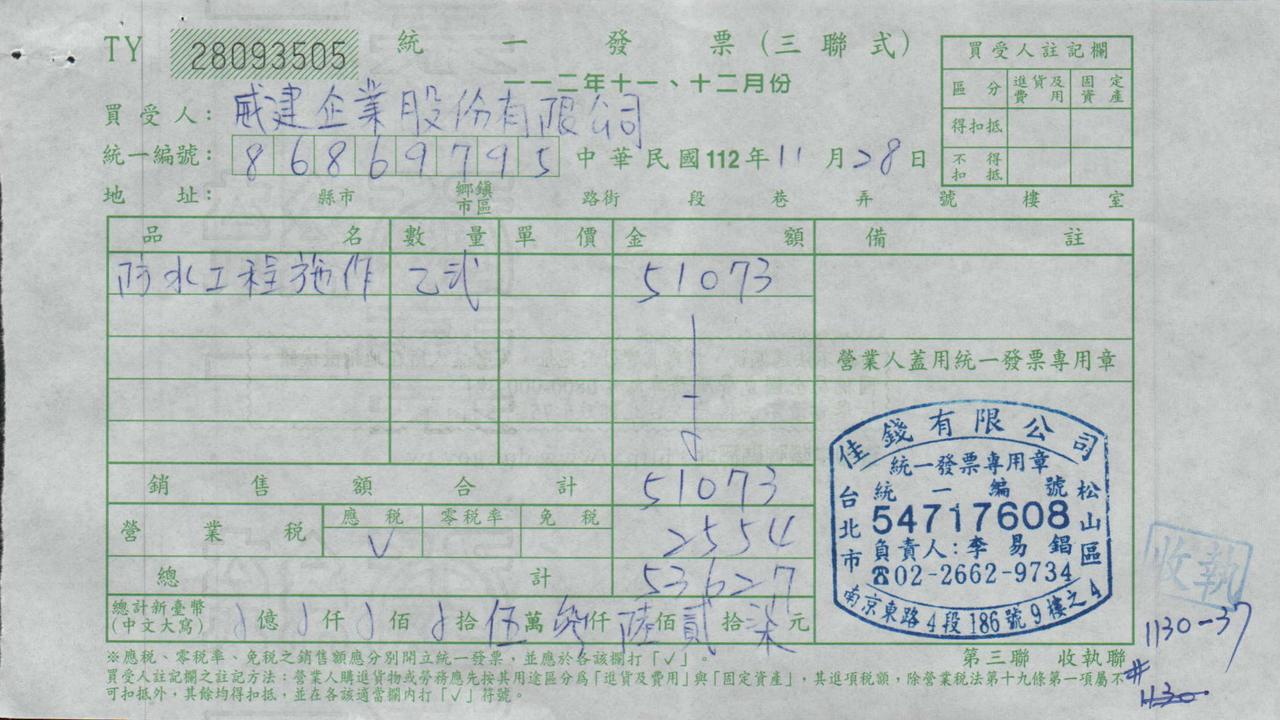 TY 28093505 統一發票(三聯式)
一一二年十一、十二月份
買受人註記欄
區分 進貨及費用 固定資產
得扣抵
不得扣抵
買受人: 威建企業股份有限公司
統一編號: 86869795 中華民國112年11月28日
地址: 縣市 鄉鎮市區 路街 段 巷 弄 號 樓 室
品名 數量 單價 金額 備註
防水工程施作 乙式 51073
營業人蓋用統一發票專用章
銷售額合計 51073
營業稅 應稅 零稅率 免稅
V 2554
總計 53627
總計新臺幣(中文大寫) 億 仟 佰 拾 伍萬 仟 陸佰 貳拾 柒元
佳錢有限公司
統一發票專用章
統一編號
54717608
負責人:李易錩
☎02-2662-9734
台北市 松山區
南京東路4段186號9樓之4
收執
1130-37
#
1130
※應稅、零稅率、免稅之銷售額應分別開立統一發票,並應於各該欄打「✓」。
第三聯 收執聯
買受人註記欄之註記方法:營業人購進貨物或勞務應先按其用途區分為「進貨及費用」與「固定資產」,其進項稅額,除營業稅法第十九條第一項屬不
可扣抵外,其餘均得扣抵,並在各該適當欄內打「✓」符號。